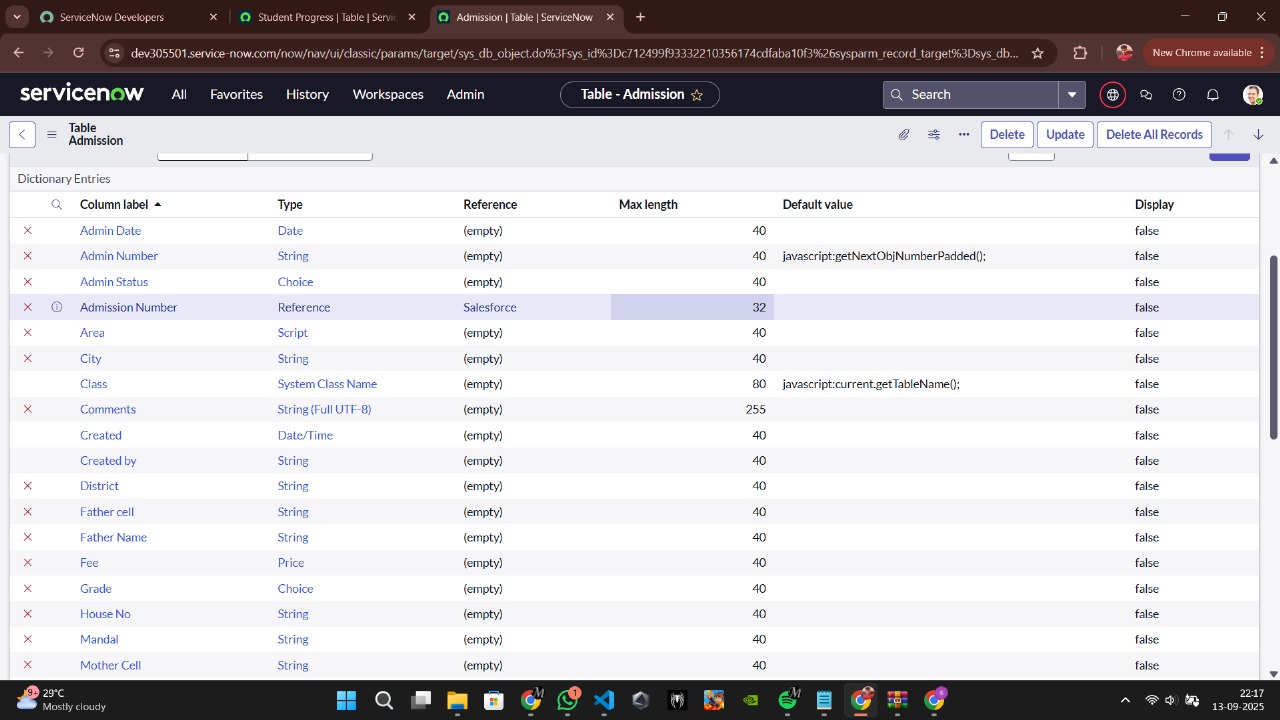 ServiceNow Developers
Student Progress | Table | Servic
Admission | Table | ServiceNow
dev305501.service-now.com/now/nav/ui/classic/params/target/sys_db_object.do%3Fsys_id%3Dc712499f93332210356174cdfaba10f3%26sysparm_record_target%3Dsys_db...
New Chrome available
servicenow All Favorites History Workspaces Admin Table - Admission Search
Table
Admission
Delete Update Delete All Records
Dictionary Entries
Column label Type Reference Max length Default value Display
Admin Date Date (empty) 40 false
Admin Number String (empty) 40 javascript:getNextObjNumberPadded(); false
Admin Status Choice (empty) 40 false
Admission Number Reference Salesforce 32 false
Area Script (empty) 40 false
City String (empty) 40 false
Class System Class Name (empty) 80 javascript:current.getTableName(); false
Comments String (Full UTF-8) (empty) 255 false
Created Date/Time (empty) 40 false
Created by String (empty) 40 false
District String (empty) 40 false
Father cell String (empty) 40 false
Father Name String (empty) 40 false
Fee Price (empty) 40 false
Grade Choice (empty) 40 false
House No String (empty) 40 false
Mandal String (empty) 40 false
Mother Cell String (empty) 40 false
9+
29°C
Mostly cloudy
1
22:17
13-09-2025